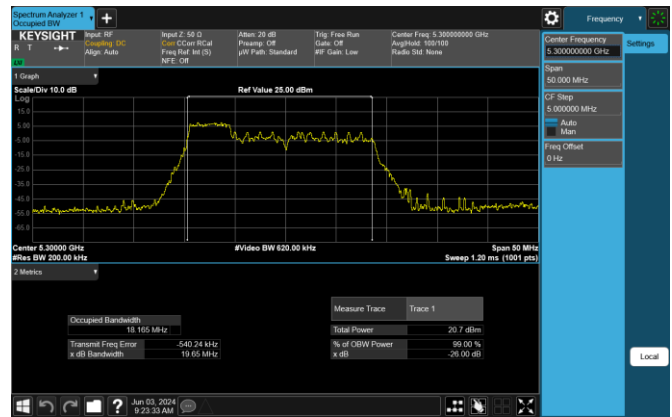 Spectrum Analyzer 1
Occupied BW
Frequency
KEYSIGHT
R T
LXI
Input: RF
Coupling: DC
Align: Auto
Input Z: 50 Ω
Corr CCorr RCal
Freq Ref: Int (S)
NFE: Off
Atten: 20 dB
Preamp: Off
µW Path: Standard
Trig: Free Run
Gate: Off
#IF Gain: Low
Center Freq: 5.300000000 GHz
Avg|Hold: 100/100
Radio Std: None
Center Frequency
5.300000000 GHz
Settings
Span
50.000 MHz
CF Step
5.000000 MHz
Auto
Man
Freq Offset
0 Hz
1 Graph
Scale/Div 10.0 dB
Ref Value 25.00 dBm
Log
15.0
5.00
-5.00
-15.0
-25.0
-35.0
-45.0
-55.0
-65.0
Center 5.30000 GHz
#Video BW 620.00 kHz
Span 50 MHz
#Res BW 200.00 kHz
Sweep 1.20 ms (1001 pts)
2 Metrics
Measure Trace
Trace 1
Occupied Bandwidth
18.165 MHz
Total Power
20.7 dBm
Transmit Freq Error
-540.24 kHz
% of OBW Power
99.00 %
x dB Bandwidth
19.65 MHz
x dB
-26.00 dB
Local
?
Jun 03, 2024
9:23:33 AM